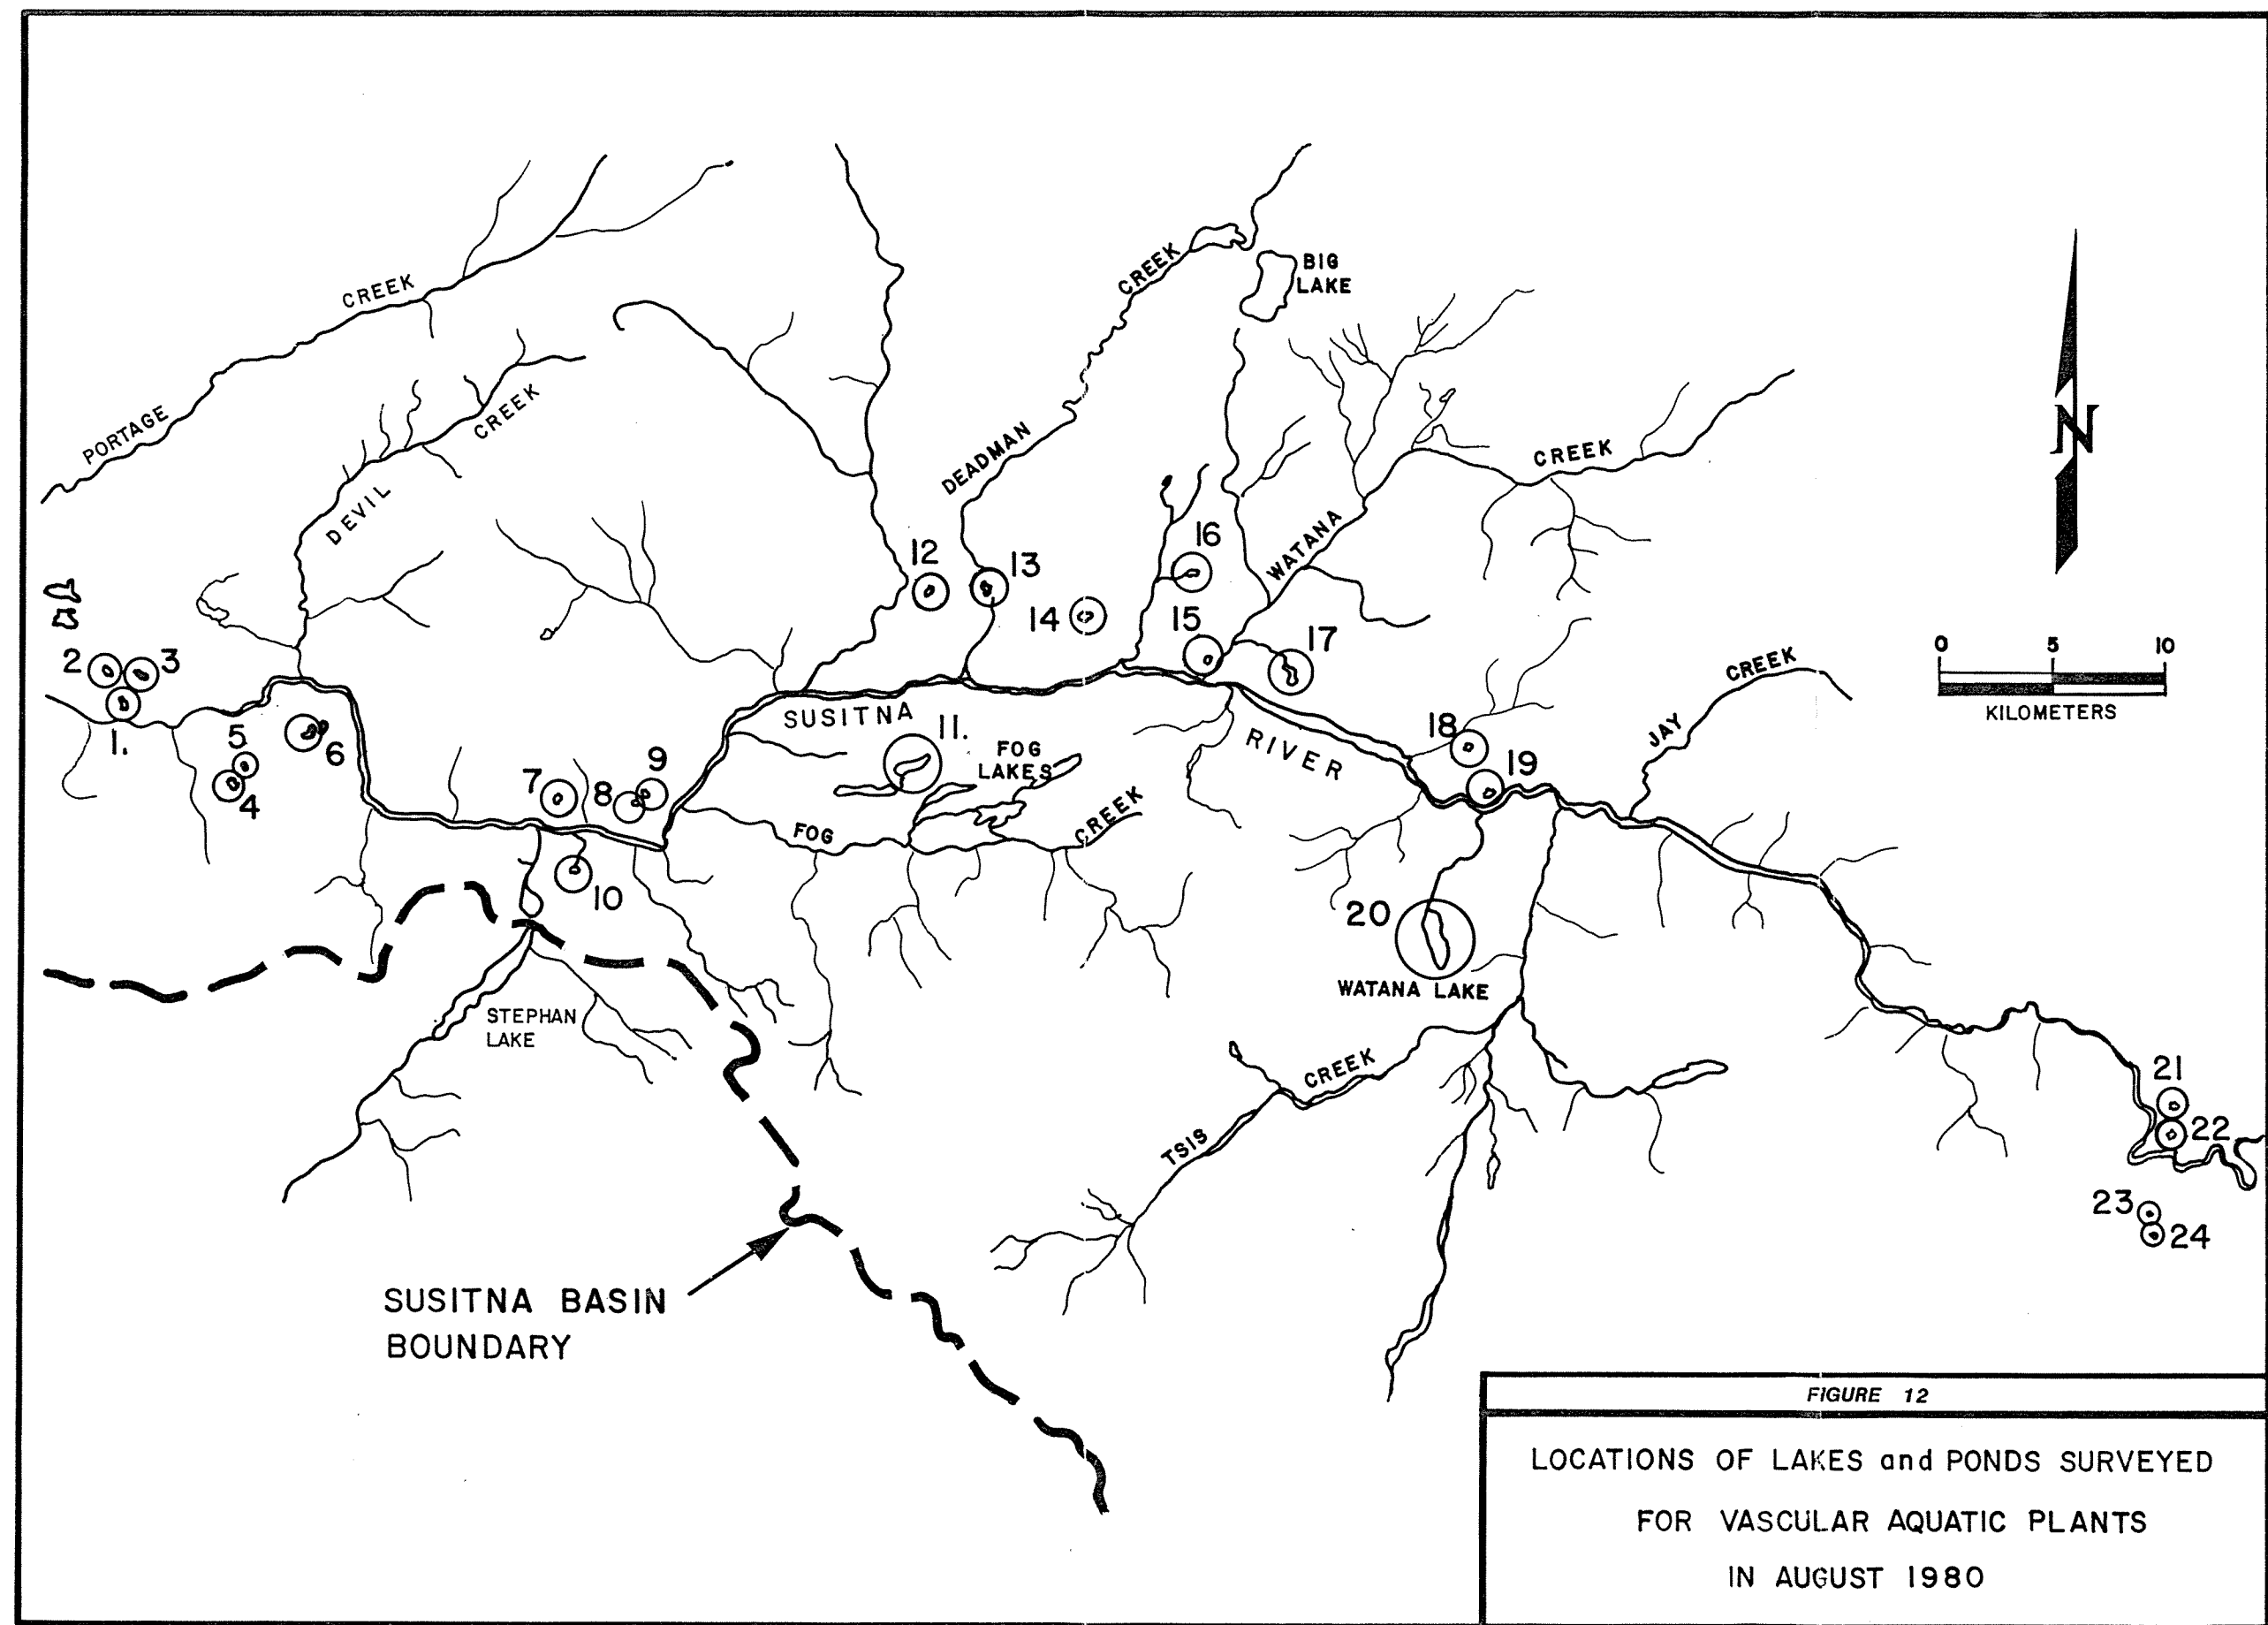 CREEK
PORTAGE
CREEK
DEVIL
CREEK
BIG
LAKE
DEADMAN
CREEK
WATANA
N
0 5 10
KILOMETERS
12
13
14
16
15
17
2
3
1.
5
4
6
7
8
9
10
SUSITNA
RIVER
11.
FOG
LAKES
FOG
CREEK
18
19
JAY
CREEK
20
WATANA LAKE
STEPHAN
LAKE
TSIS
CREEK
21
22
23
24
SUSITNA BASIN
BOUNDARY
FIGURE 12
LOCATIONS OF LAKES and PONDS SURVEYED
FOR VASCULAR AQUATIC PLANTS
IN AUGUST 1980